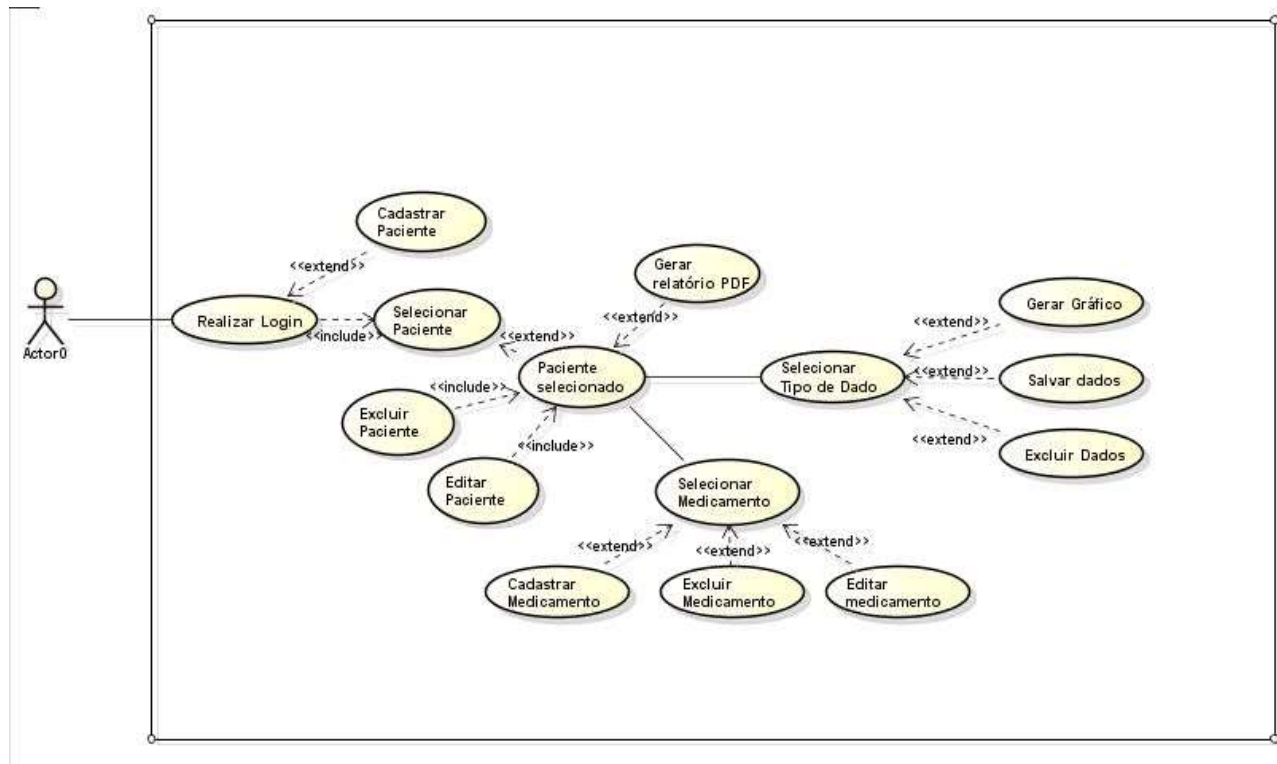 Cadastrar
Paciente
<<extend>>
Gerar
relatório PDF
<<extend>>
Realizar Login
<<include>>
Selecionar
Paciente
<<extend>>
Actor0
Paciente
selecionado
Selecionar
Tipo de Dado
Gerar Gráfico
<<extend>>
Salvar dados
<<extend>>
Excluir Dados
<<extend>>
Excluir
Paciente
<<include>>
Editar
Paciente
<<include>>
Selecionar
Medicamento
<<extend>>
<<extend>>
<<extend>>
Cadastrar
Medicamento
Excluir
Medicamento
Editar
medicamento